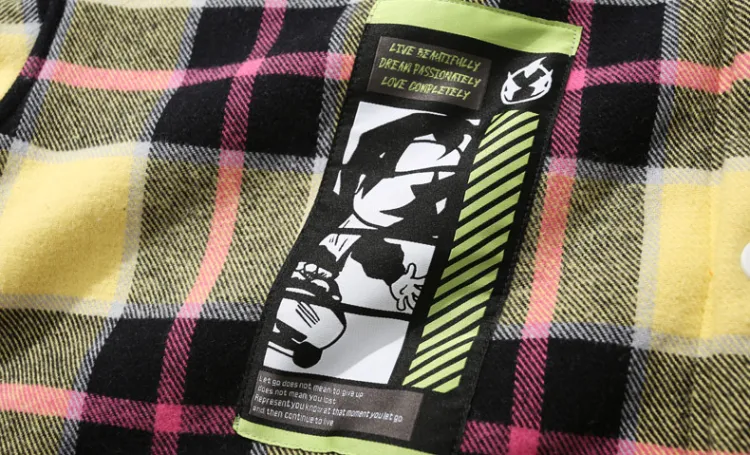 LIVE BEAUTIFULLY
DREAM PASSIONATELY
LOVE COMPLETELY
Let go does not mean to give up
does not mean you lost
Represent you know at that moment you let go
and then continue to live